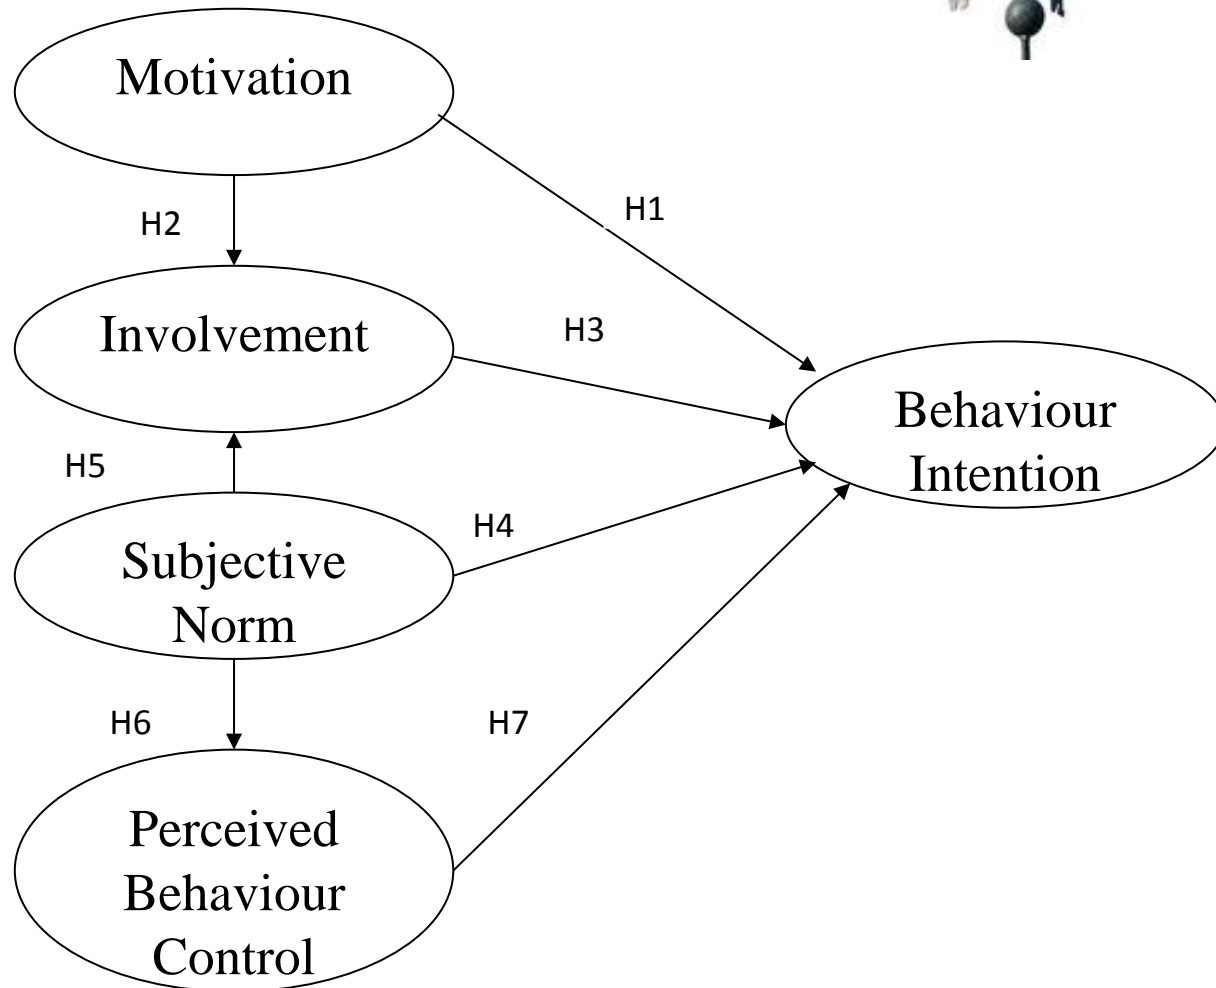 Motivation
H1
H2
Involvement
H3
Behaviour
Intention
H5
H4
Subjective
Norm
H6
H7
Perceived
Behaviour
Control